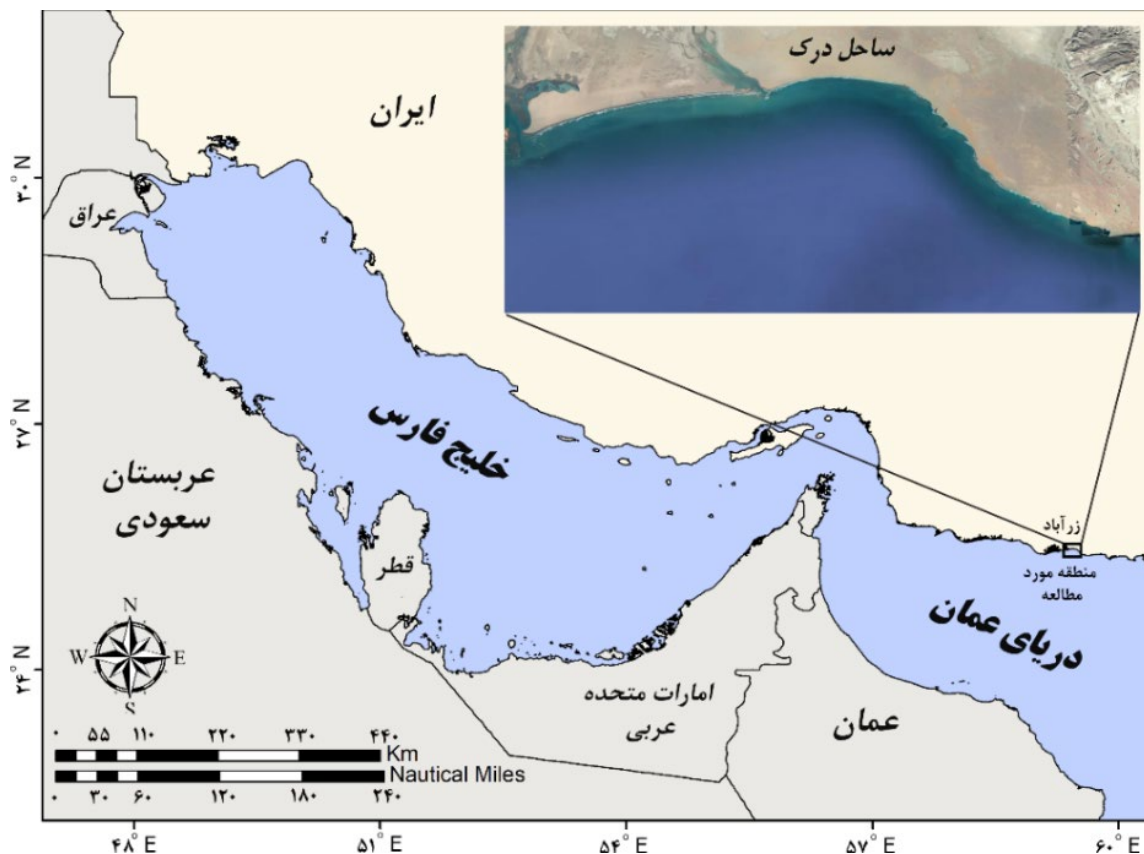 ساحل درک
ایران
عراق
خلیج فارس
عربستان
سعودی
قطر
زرآباد
منطقه مورد
مطالعه
دریای عمان
امارات متحده
عربی
عمان
N
W E
S
۰ ۵۵ ۱۱۰ ۲۲۰ ۳۳۰ ۴۴۰
Km
Nautical Miles
۰ ۳۰ ۶۰ ۱۲۰ ۱۸۰ ۲۴۰
۳۰° N
۲۷° N
۲۴° N
۴۸° E ۵۱° E ۵۴° E ۵۷° E ۶۰° E